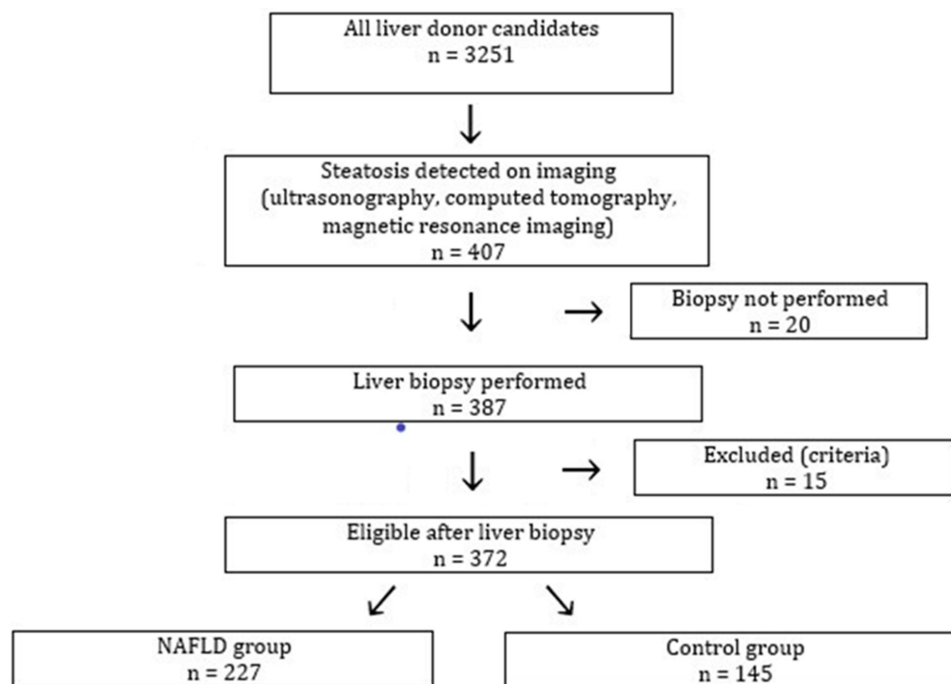 All liver donor candidates
n = 3251
Steatosis detected on imaging
(ultrasonography, computed tomography,
magnetic resonance imaging)
n = 407
Biopsy not performed
n = 20
Liver biopsy performed
n = 387
Excluded (criteria)
n = 15
Eligible after liver biopsy
n = 372
NAFLD group
n = 227
Control group
n = 145